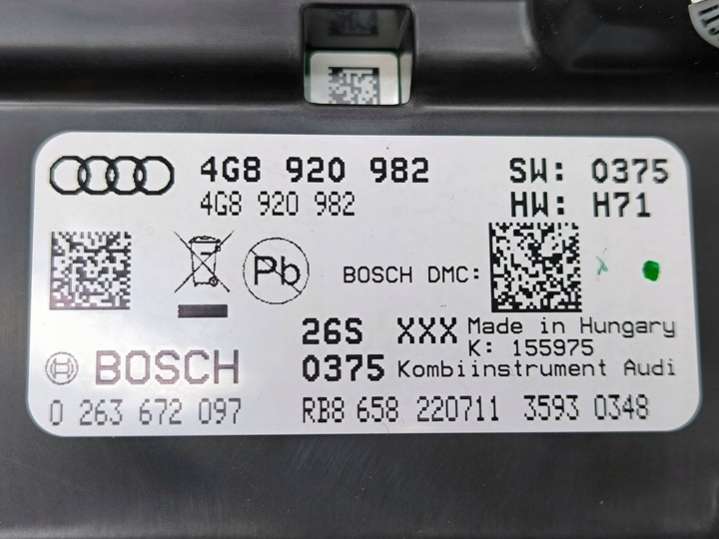 4G8 920 982 SW: 0375
4G8 920 982 HW: H71
Pb BOSCH DMC:
26S XXX Made in Hungary
K: 155975
BOSCH 0375 Kombiinstrument Audi
0 263 672 097 RB8 658 220711 3593 0348